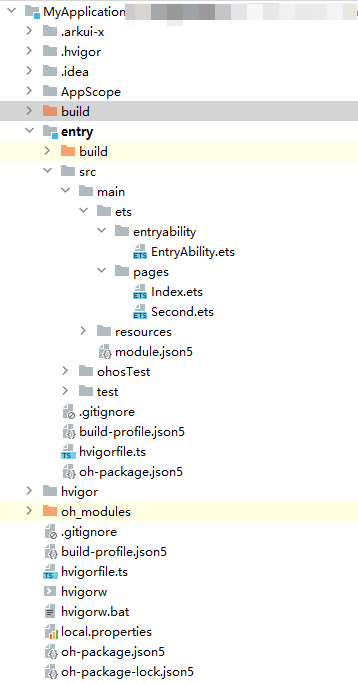 MyApplication
.arkui-x
.hvigor
.idea
AppScope
build
entry
build
src
main
ets
entryability
EntryAbility.ets
pages
Index.ets
Second.ets
resources
module.json5
ohosTest
test
.gitignore
build-profile.json5
hvigorfile.ts
oh-package.json5
hvigor
oh_modules
.gitignore
build-profile.json5
hvigorfile.ts
hvigorw
hvigorw.bat
local.properties
oh-package.json5
oh-package-lock.json5